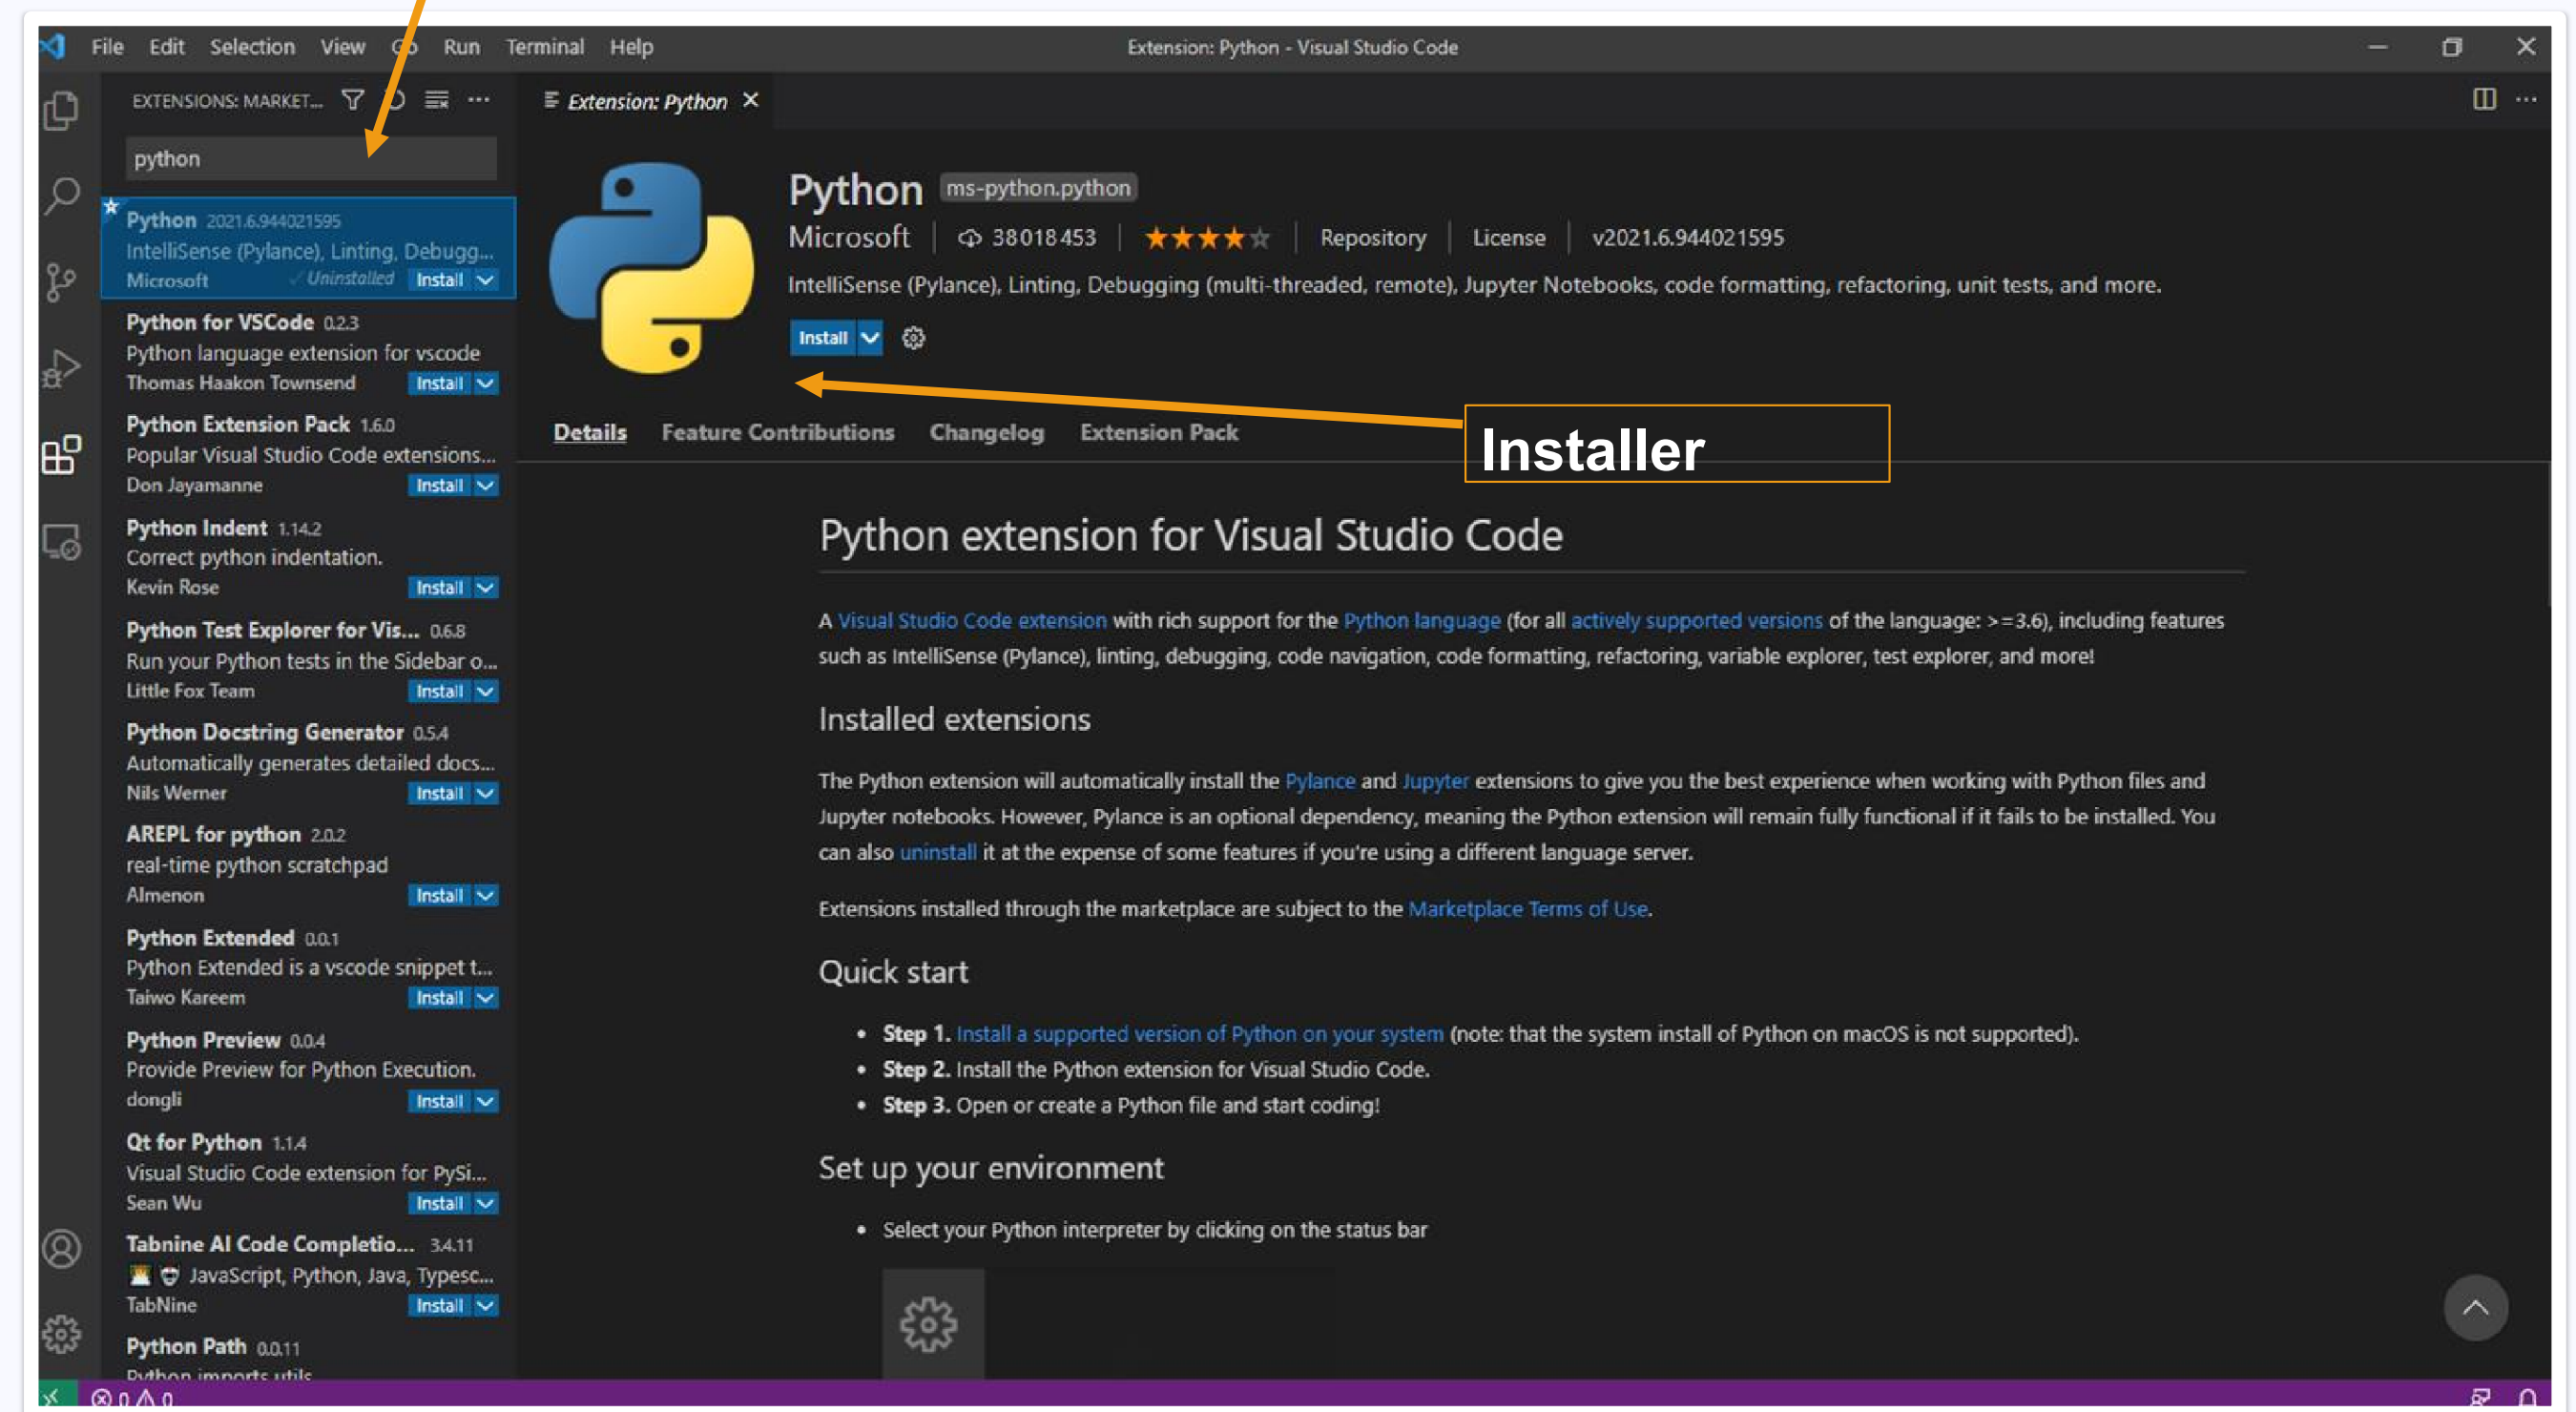 File Edit Selection View Go Run Terminal Help
Extension: Python - Visual Studio Code
EXTENSIONS: MARKET...
Extension: Python
python
Python 2021.6.944021595
IntelliSense (Pylance), Linting, Debugg...
Microsoft Uninstalled Install
Python for VSCode 0.2.3
Python language extension for vscode
Thomas Haakon Townsend Install
Python Extension Pack 1.6.0
Popular Visual Studio Code extensions...
Don Jayamanne Install
Python Indent 1.14.2
Correct python indentation.
Kevin Rose Install
Python Test Explorer for Vis... 0.6.8
Run your Python tests in the Sidebar o...
Little Fox Team Install
Python Docstring Generator 0.5.4
Automatically generates detailed docs...
Nils Werner Install
AREPL for python 2.0.2
real-time python scratchpad
Almenon Install
Python Extended 0.0.1
Python Extended is a vscode snippet t...
Taiwo Kareem Install
Python Preview 0.0.4
Provide Preview for Python Execution.
dongli Install
Qt for Python 1.1.4
Visual Studio Code extension for PySi...
Sean Wu Install
Tabnine AI Code Completio... 3.4.11
JavaScript, Python, Java, Typesc...
TabNine Install
Python Path 0.0.11
Python imports utils
Python ms-python.python
Microsoft 38018453 Repository License v2021.6.944021595
IntelliSense (Pylance), Linting, Debugging (multi-threaded, remote), Jupyter Notebooks, code formatting, refactoring, unit tests, and more.
Install
Installer
Details Feature Contributions Changelog Extension Pack
Python extension for Visual Studio Code
A Visual Studio Code extension with rich support for the Python language (for all actively supported versions of the language: >=3.6), including features
such as IntelliSense (Pylance), linting, debugging, code navigation, code formatting, refactoring, variable explorer, test explorer, and more!
Installed extensions
The Python extension will automatically install the Pylance and Jupyter extensions to give you the best experience when working with Python files and
Jupyter notebooks. However, Pylance is an optional dependency, meaning the Python extension will remain fully functional if it fails to be installed. You
can also uninstall it at the expense of some features if you're using a different language server.
Extensions installed through the marketplace are subject to the Marketplace Terms of Use.
Quick start
• Step 1. Install a supported version of Python on your system (note: that the system install of Python on macOS is not supported).
• Step 2. Install the Python extension for Visual Studio Code.
• Step 3. Open or create a Python file and start coding!
Set up your environment
• Select your Python interpreter by clicking on the status bar
0 0